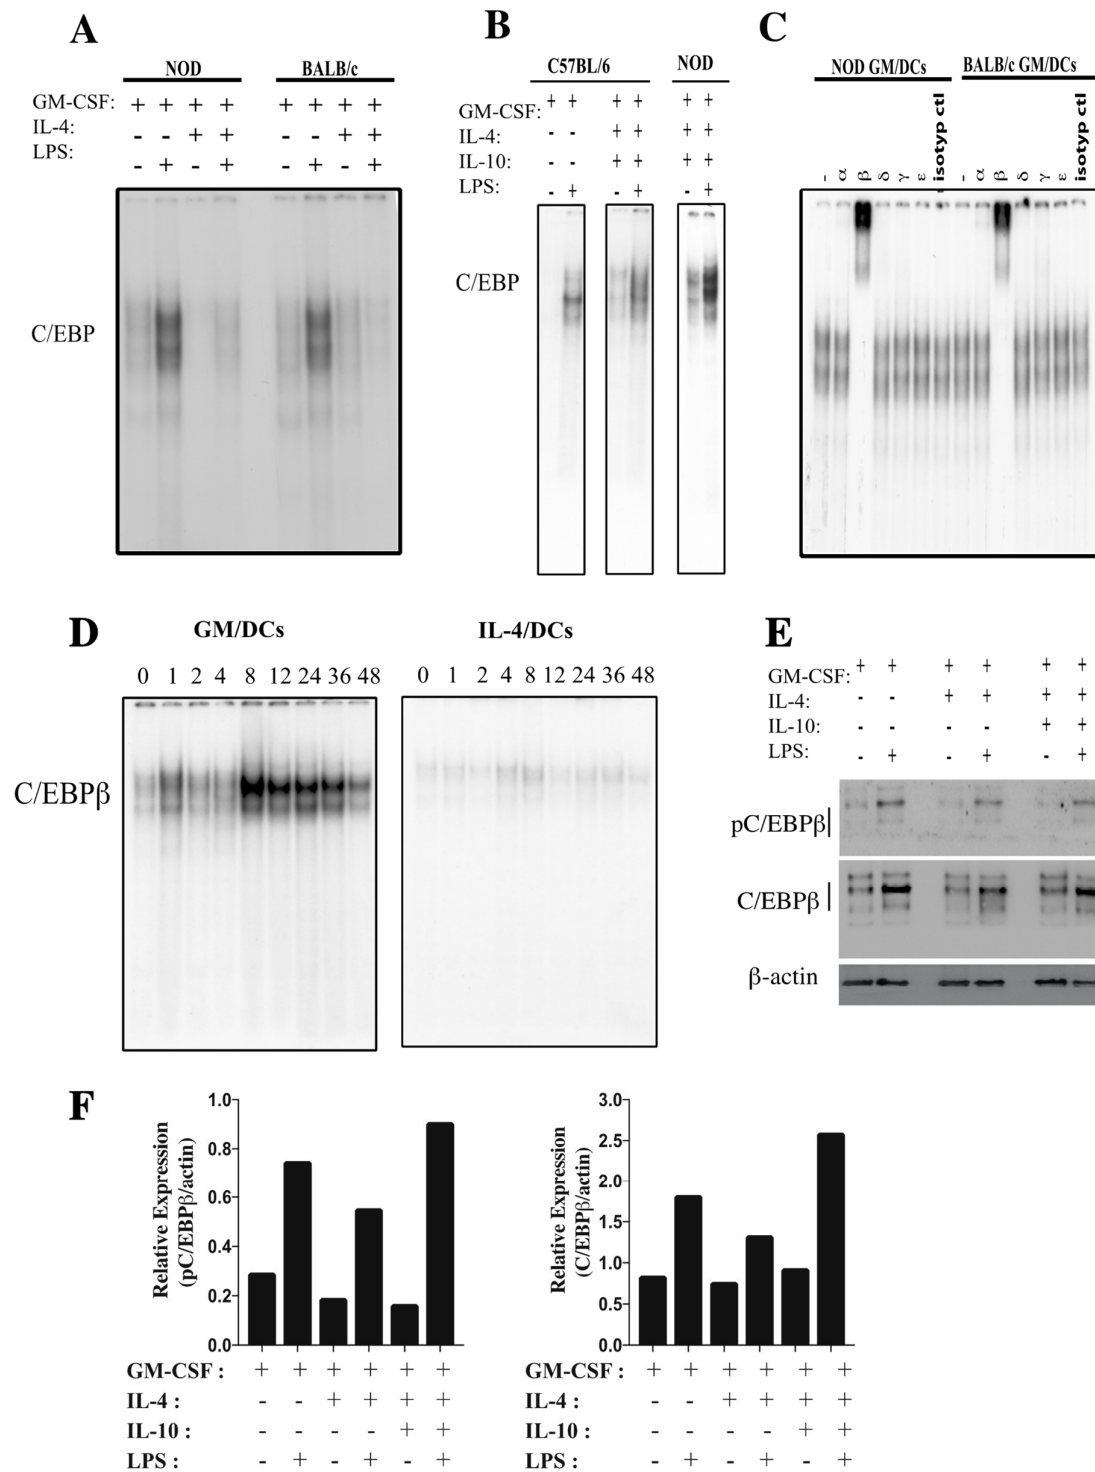 A
NOD BALB/c
GM-CSF: + + + + + + + +
IL-4: - - + + - - + +
LPS: - + - + - + - +
C/EBP
B
C57BL/6 NOD
GM-CSF: + + + + + +
IL-4: - - + + + +
IL-10: - - + + + +
LPS: - + - + - +
C/EBP
C
NOD GM/DCs BALB/c GM/DCs
- α β δ γ ε isotyp ctl - α β δ γ ε isotyp ctl
D
GM/DCs IL-4/DCs
0 1 2 4 8 12 24 36 48 0 1 2 4 8 12 24 36 48
C/EBPβ
E
GM-CSF: + + + + + +
IL-4: - - + + + +
IL-10: - - - - + +
LPS: - + - + - +
pC/EBPβ
C/EBPβ
β-actin
F
Relative Expression
(pC/EBPβ/actin)
1.0
0.8
0.6
0.4
0.2
0.0
GM-CSF : + + + + + +
IL-4 : - - + + + +
IL-10 : - - - - + +
LPS : - + - + - +
Relative Expression
(C/EBPβ/actin)
3.0
2.5
2.0
1.5
1.0
0.5
0.0
GM-CSF : + + + + + +
IL-4 : - - + + + +
IL-10 : - - - - + +
LPS : - + - + - +